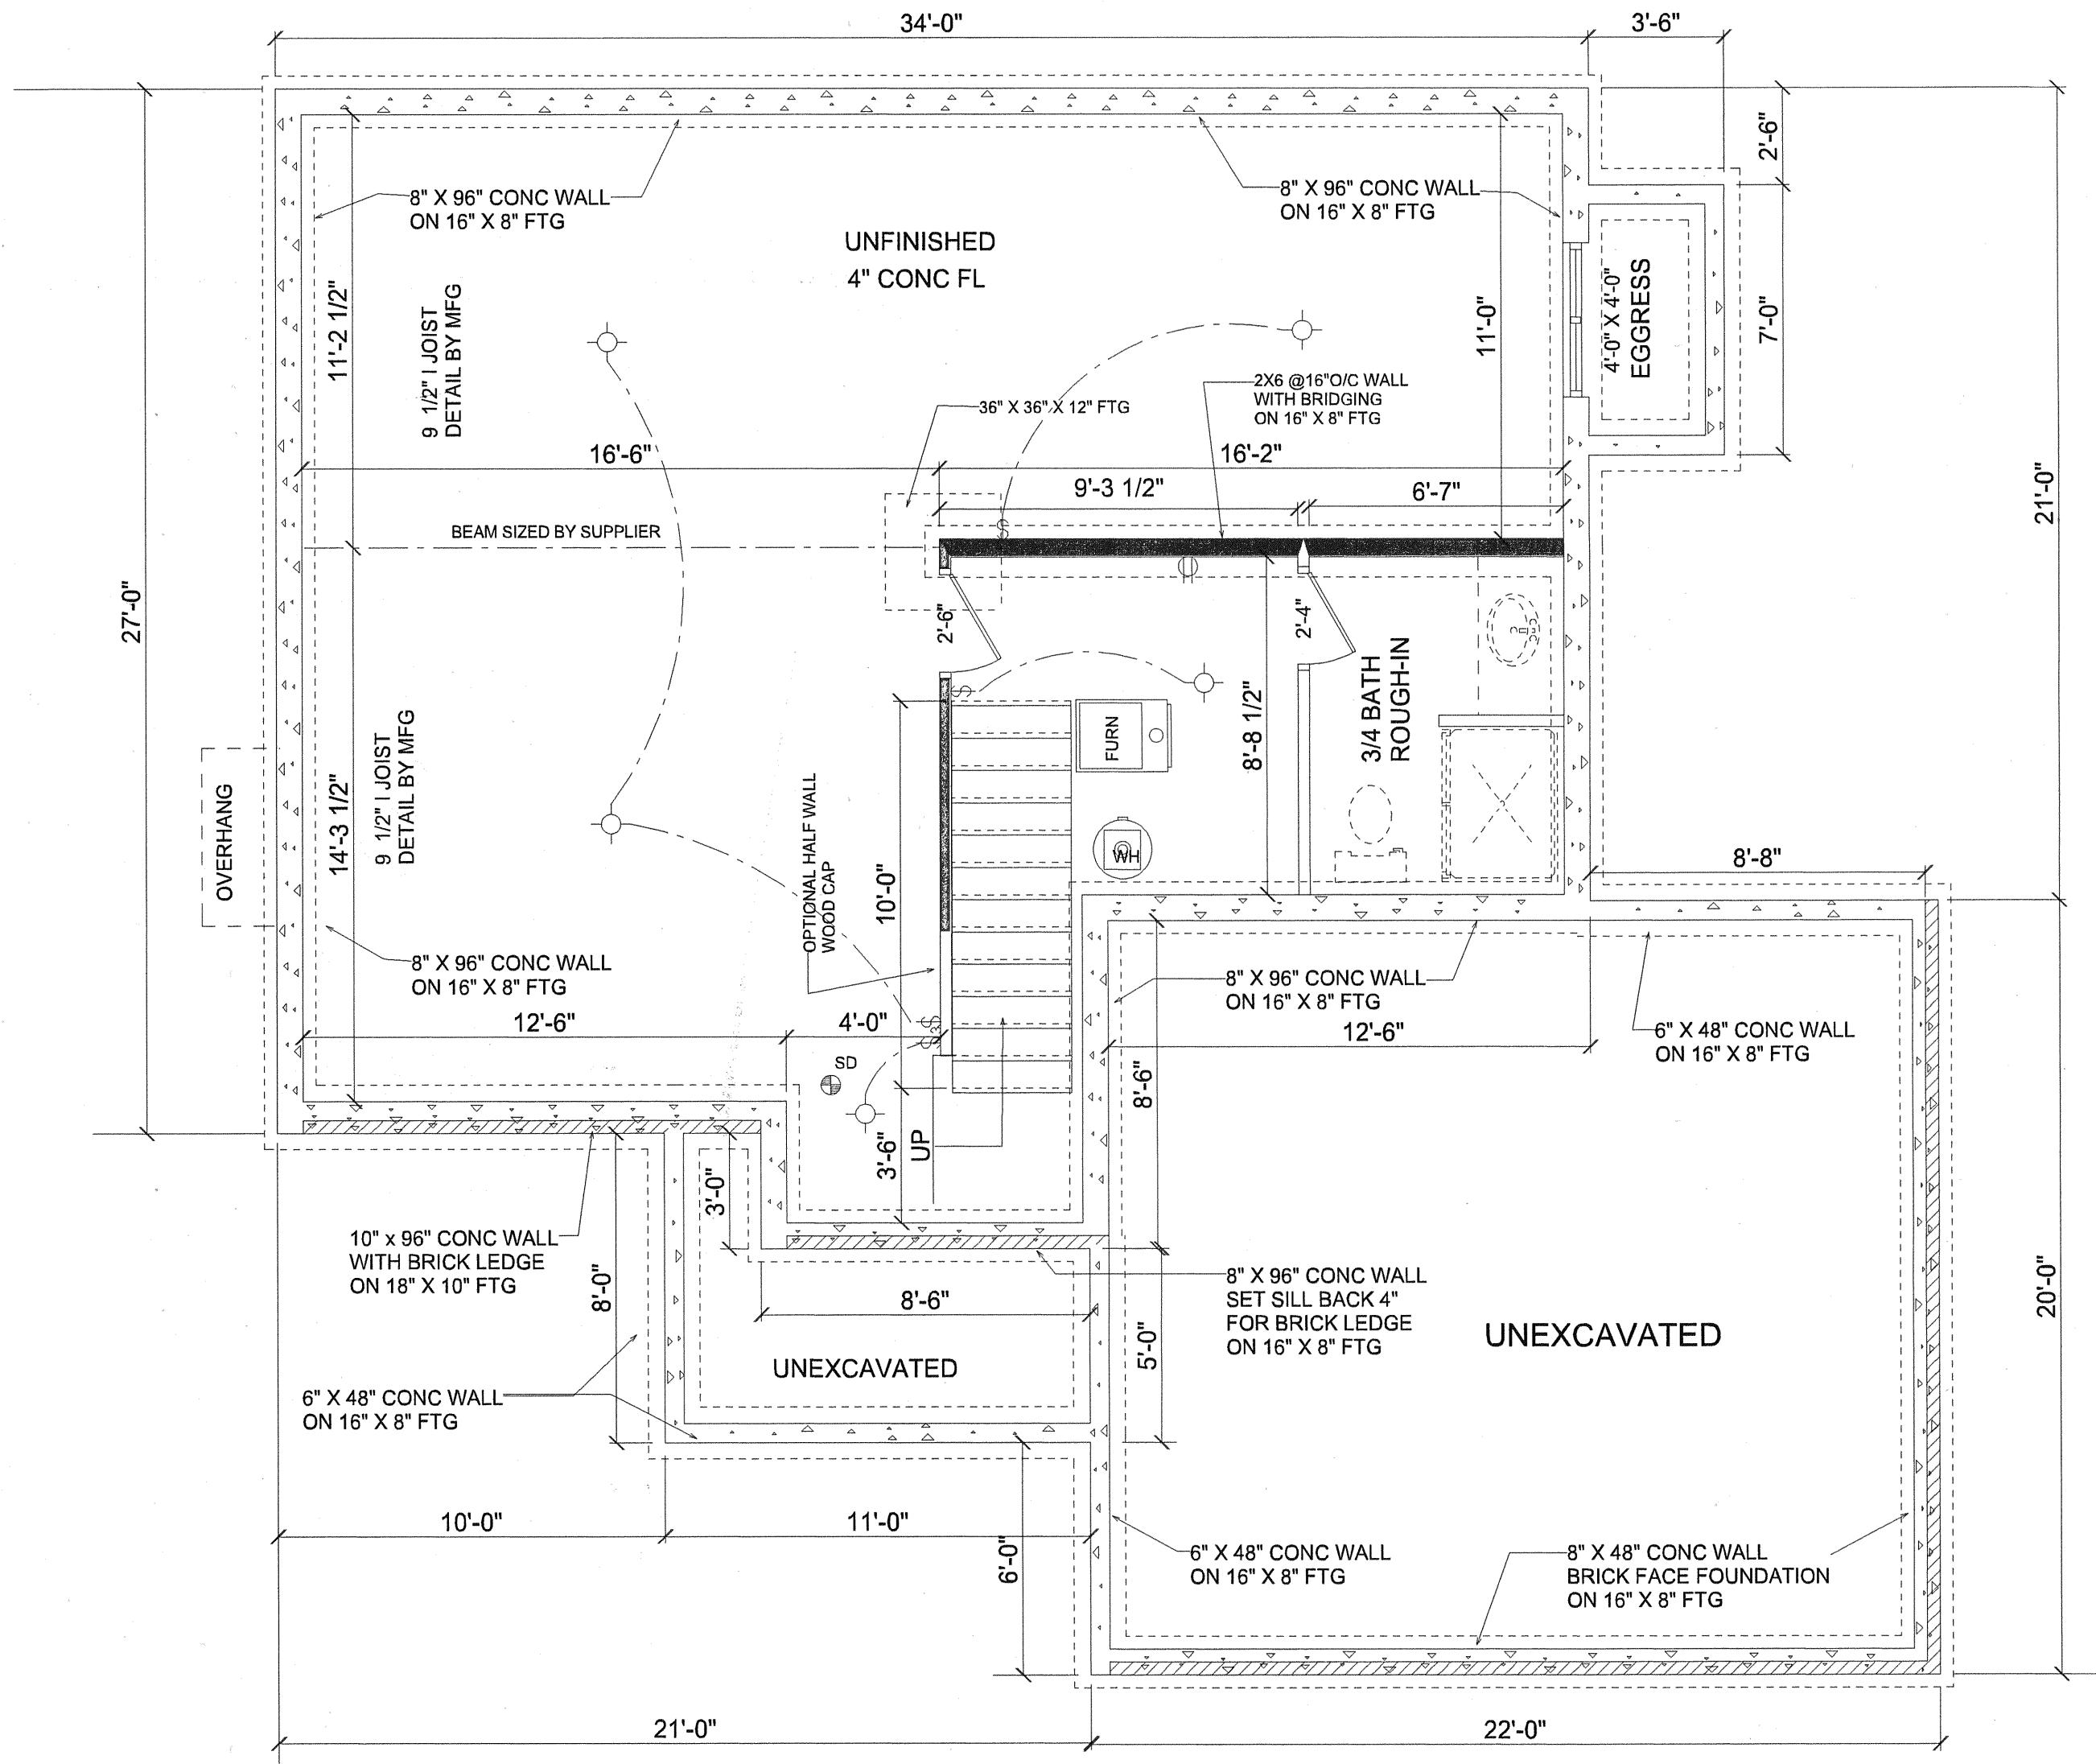 34'-0"
3'-6"
2'-6"
8" X 96" CONC WALL
ON 16" X 8" FTG
8" X 96" CONC WALL
ON 16" X 8" FTG
UNFINISHED
4" CONC FL
11'-2 1/2"
9 1/2" I JOIST
DETAIL BY MFG
11'-0"
4'-0" X 4'-0"
EGGRESS
7'-0"
2X6 @16"O/C WALL
WITH BRIDGING
ON 16" X 8" FTG
36" X 36" X 12" FTG
16'-6"
16'-2"
9'-3 1/2"
6'-7"
21'-0"
BEAM SIZED BY SUPPLIER
27'-0"
2'-6"
2'-4"
3/4 BATH
ROUGH-IN
8'-8 1/2"
FURN
WH
OVERHANG
14'-3 1/2"
9 1/2" I JOIST
DETAIL BY MFG
OPTIONAL HALF WALL
WOOD CAP
10'-0"
8'-8"
8" X 96" CONC WALL
ON 16" X 8" FTG
8" X 96" CONC WALL
ON 16" X 8" FTG
12'-6"
4'-0"
S
S
S
S3
12'-6"
6" X 48" CONC WALL
ON 16" X 8" FTG
SD
8'-6"
UP
3'-6"
3'-0"
10" x 96" CONC WALL
WITH BRICK LEDGE
ON 18" X 10" FTG
8'-0"
8'-6"
5'-0"
8" X 96" CONC WALL
SET SILL BACK 4"
FOR BRICK LEDGE
ON 16" X 8" FTG
20'-0"
UNEXCAVATED
UNEXCAVATED
6" X 48" CONC WALL
ON 16" X 8" FTG
10'-0"
11'-0"
6'-0"
6" X 48" CONC WALL
ON 16" X 8" FTG
8" X 48" CONC WALL
BRICK FACE FOUNDATION
ON 16" X 8" FTG
21'-0"
22'-0"